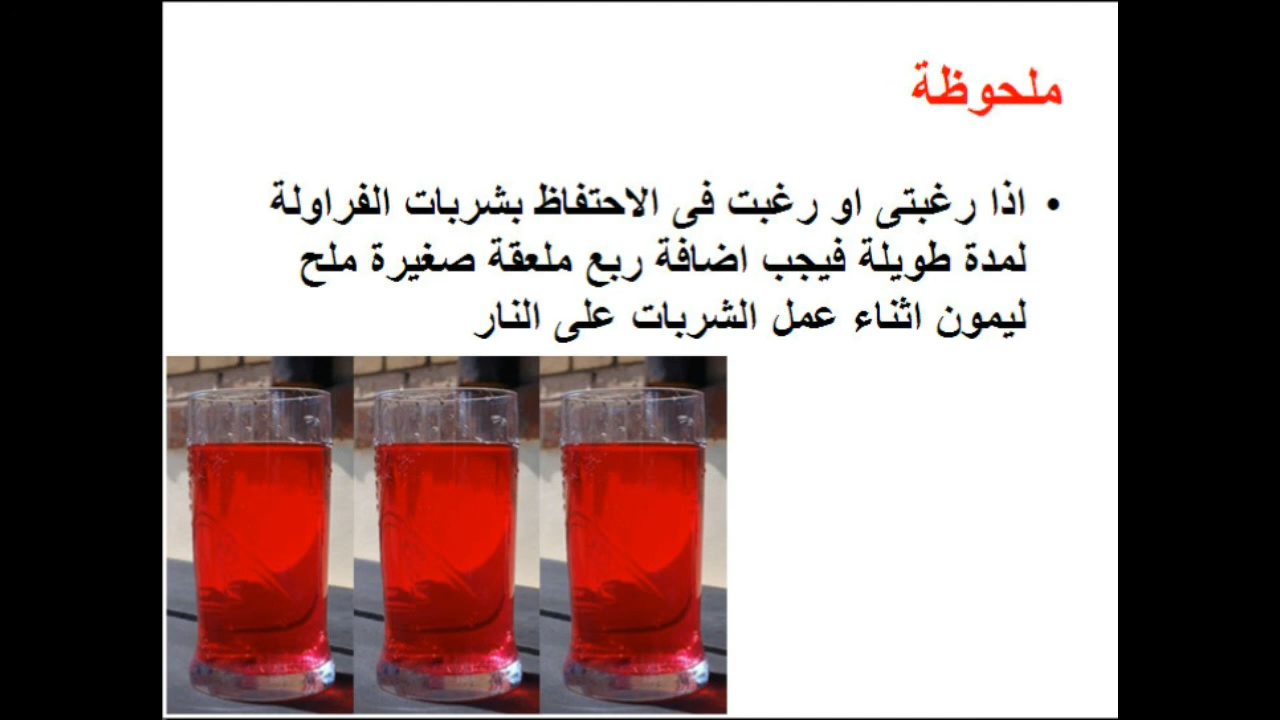 ملحوظة
• اذا رغبتى او رغبت فى الاحتفاظ بشربات الفراولة
لمدة طويلة فيجب اضافة ربع ملعقة صغيرة ملح
ليمون اثناء عمل الشربات على النار